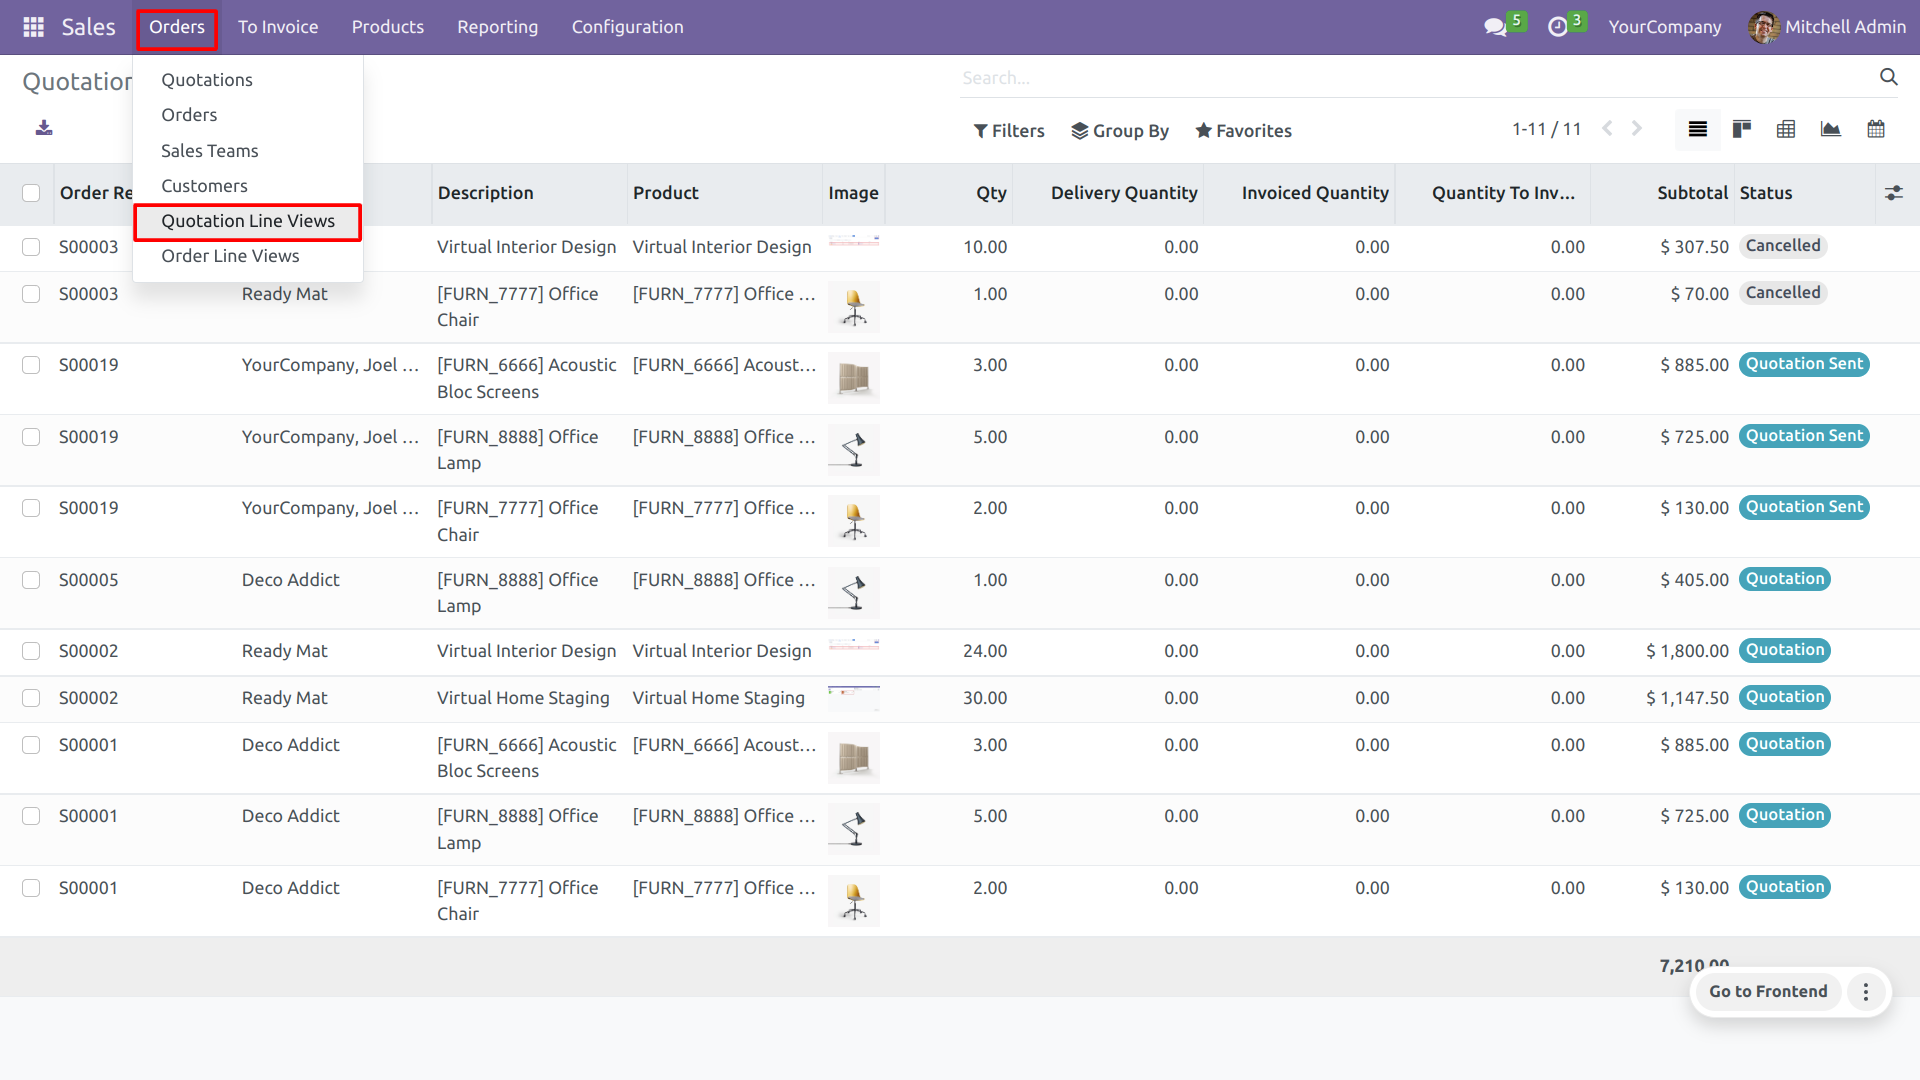 Sales Orders To Invoice Products Reporting Configuration 5 3 YourCompany Mitchell Admin
Quotation
Search...
Quotations
Orders
Sales Teams
Customers
Quotation Line Views
Order Line Views
Filters Group By Favorites 1-11 / 11
Order Re Description Product Image Qty Delivery Quantity Invoiced Quantity Quantity To Inv... Subtotal Status
S00003 Virtual Interior Design Virtual Interior Design 10.00 0.00 0.00 0.00 $ 307.50 Cancelled
S00003 Ready Mat [FURN_7777] Office [FURN_7777] Office ... 1.00 0.00 0.00 0.00 $ 70.00 Cancelled
Chair
S00019 YourCompany, Joel ... [FURN_6666] Acoustic [FURN_6666] Acoust... 3.00 0.00 0.00 0.00 $ 885.00 Quotation Sent
Bloc Screens
S00019 YourCompany, Joel ... [FURN_8888] Office [FURN_8888] Office ... 5.00 0.00 0.00 0.00 $ 725.00 Quotation Sent
Lamp
S00019 YourCompany, Joel ... [FURN_7777] Office [FURN_7777] Office ... 2.00 0.00 0.00 0.00 $ 130.00 Quotation Sent
Chair
S00005 Deco Addict [FURN_8888] Office [FURN_8888] Office ... 1.00 0.00 0.00 0.00 $ 405.00 Quotation
Lamp
S00002 Ready Mat Virtual Interior Design Virtual Interior Design 24.00 0.00 0.00 0.00 $ 1,800.00 Quotation
S00002 Ready Mat Virtual Home Staging Virtual Home Staging 30.00 0.00 0.00 0.00 $ 1,147.50 Quotation
S00001 Deco Addict [FURN_6666] Acoustic [FURN_6666] Acoust... 3.00 0.00 0.00 0.00 $ 885.00 Quotation
Bloc Screens
S00001 Deco Addict [FURN_8888] Office [FURN_8888] Office ... 5.00 0.00 0.00 0.00 $ 725.00 Quotation
Lamp
S00001 Deco Addict [FURN_7777] Office [FURN_7777] Office ... 2.00 0.00 0.00 0.00 $ 130.00 Quotation
Chair
7,210.00
Go to Frontend